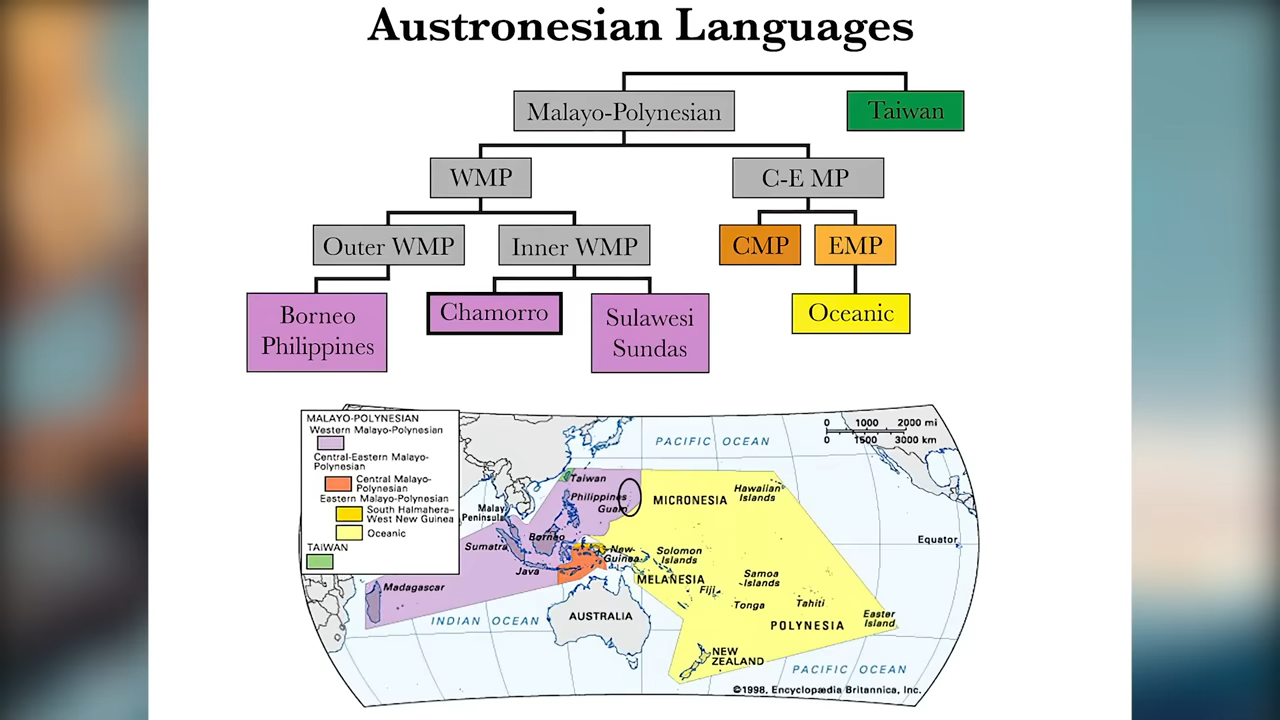 Austronesian Languages
Malayo-Polynesian
Taiwan
WMP
C-E MP
Outer WMP
Inner WMP
CMP
EMP
Borneo
Philippines
Chamorro
Sulawesi
Sundas
Oceanic
MALAYO-POLYNESIAN
Western Malayo-Polynesian
Central-Eastern Malayo-
Polynesian
Central Malayo-
Polynesian
Eastern Malayo-Polynesian
South Halmahera–
West New Guinea
Oceanic
TAIWAN
PACIFIC OCEAN
0 1000 2000 mi
0 1500 3000 km
Taiwan
Philippines
Guam
MICRONESIA
Hawaiian
Islands
Malay
Peninsula
Sumatra
Borneo
Java
New
Guinea
Solomon
Islands
MELANESIA
Equator
Samoa
Islands
Fiji
Tonga
Tahiti
Easter
Island
POLYNESIA
Madagascar
INDIAN OCEAN
AUSTRALIA
NEW
ZEALAND
PACIFIC OCEAN
©1998, Encyclopædia Britannica, Inc.